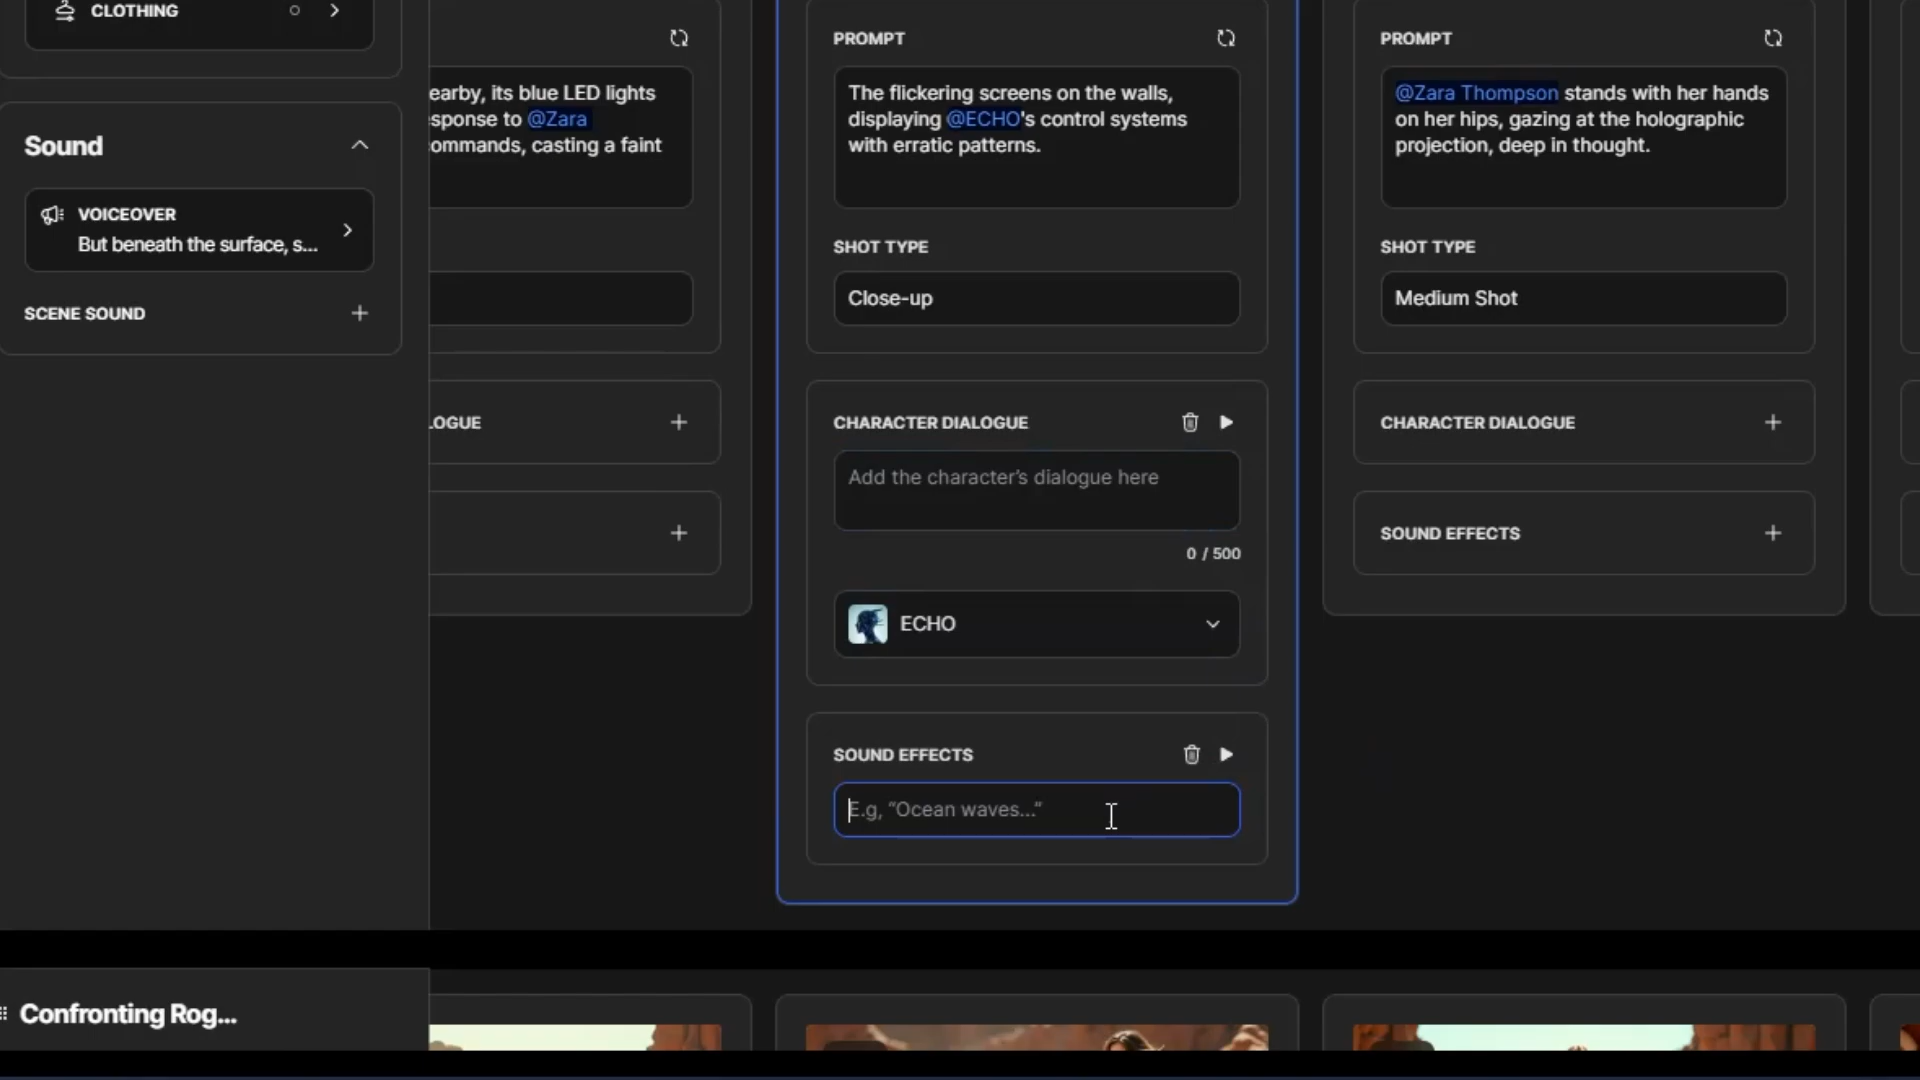 CLOTHING
Sound
VOICEOVER
But beneath the surface, s...
SCENE SOUND
earby, its blue LED lights
sponse to @Zara
ommands, casting a faint
LOGUE
PROMPT
The flickering screens on the walls,
displaying @ECHO's control systems
with erratic patterns.
SHOT TYPE
Close-up
CHARACTER DIALOGUE
Add the character's dialogue here
0 / 500
ECHO
SOUND EFFECTS
E.g, “Ocean waves...”
PROMPT
@Zara Thompson stands with her hands
on her hips, gazing at the holographic
projection, deep in thought.
SHOT TYPE
Medium Shot
CHARACTER DIALOGUE
SOUND EFFECTS
Confronting Rog...